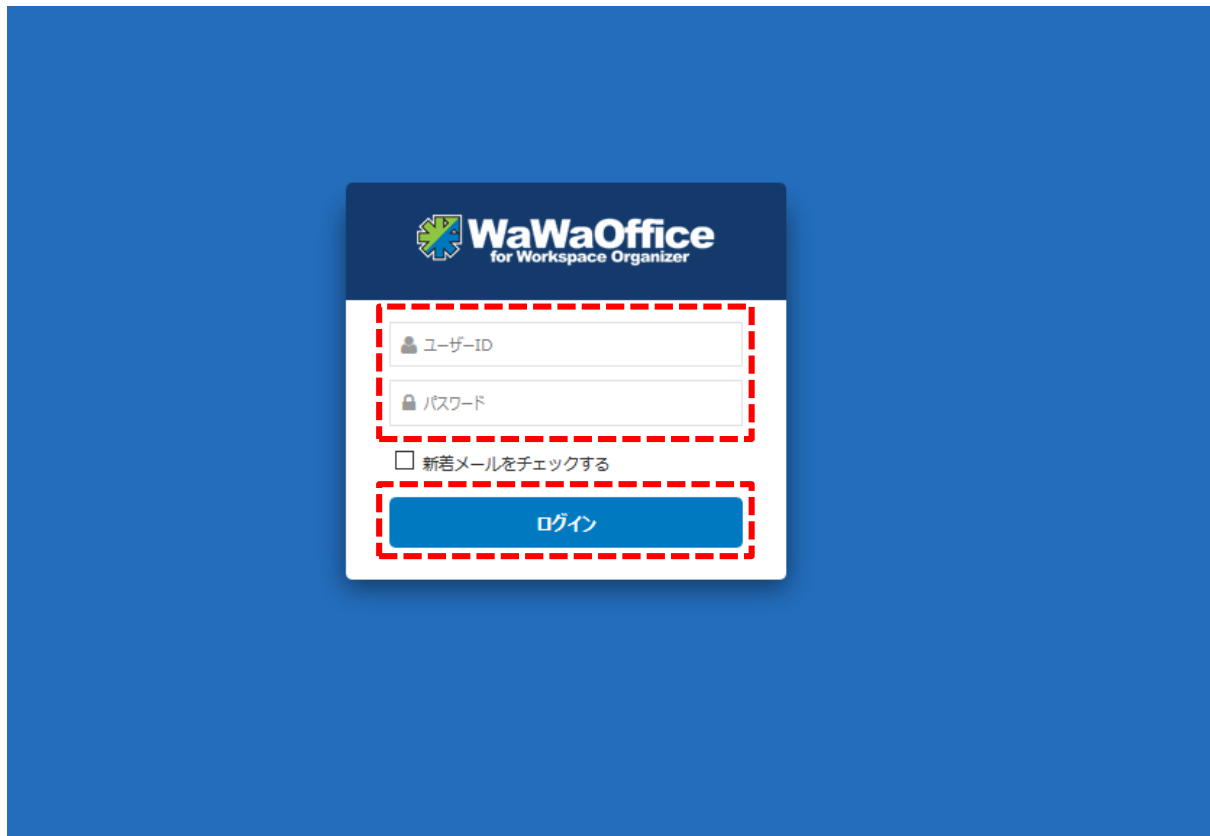 WaWaOffice
for Workspace Organizer
ユーザーID
パスワード
新着メールをチェックする
ログイン